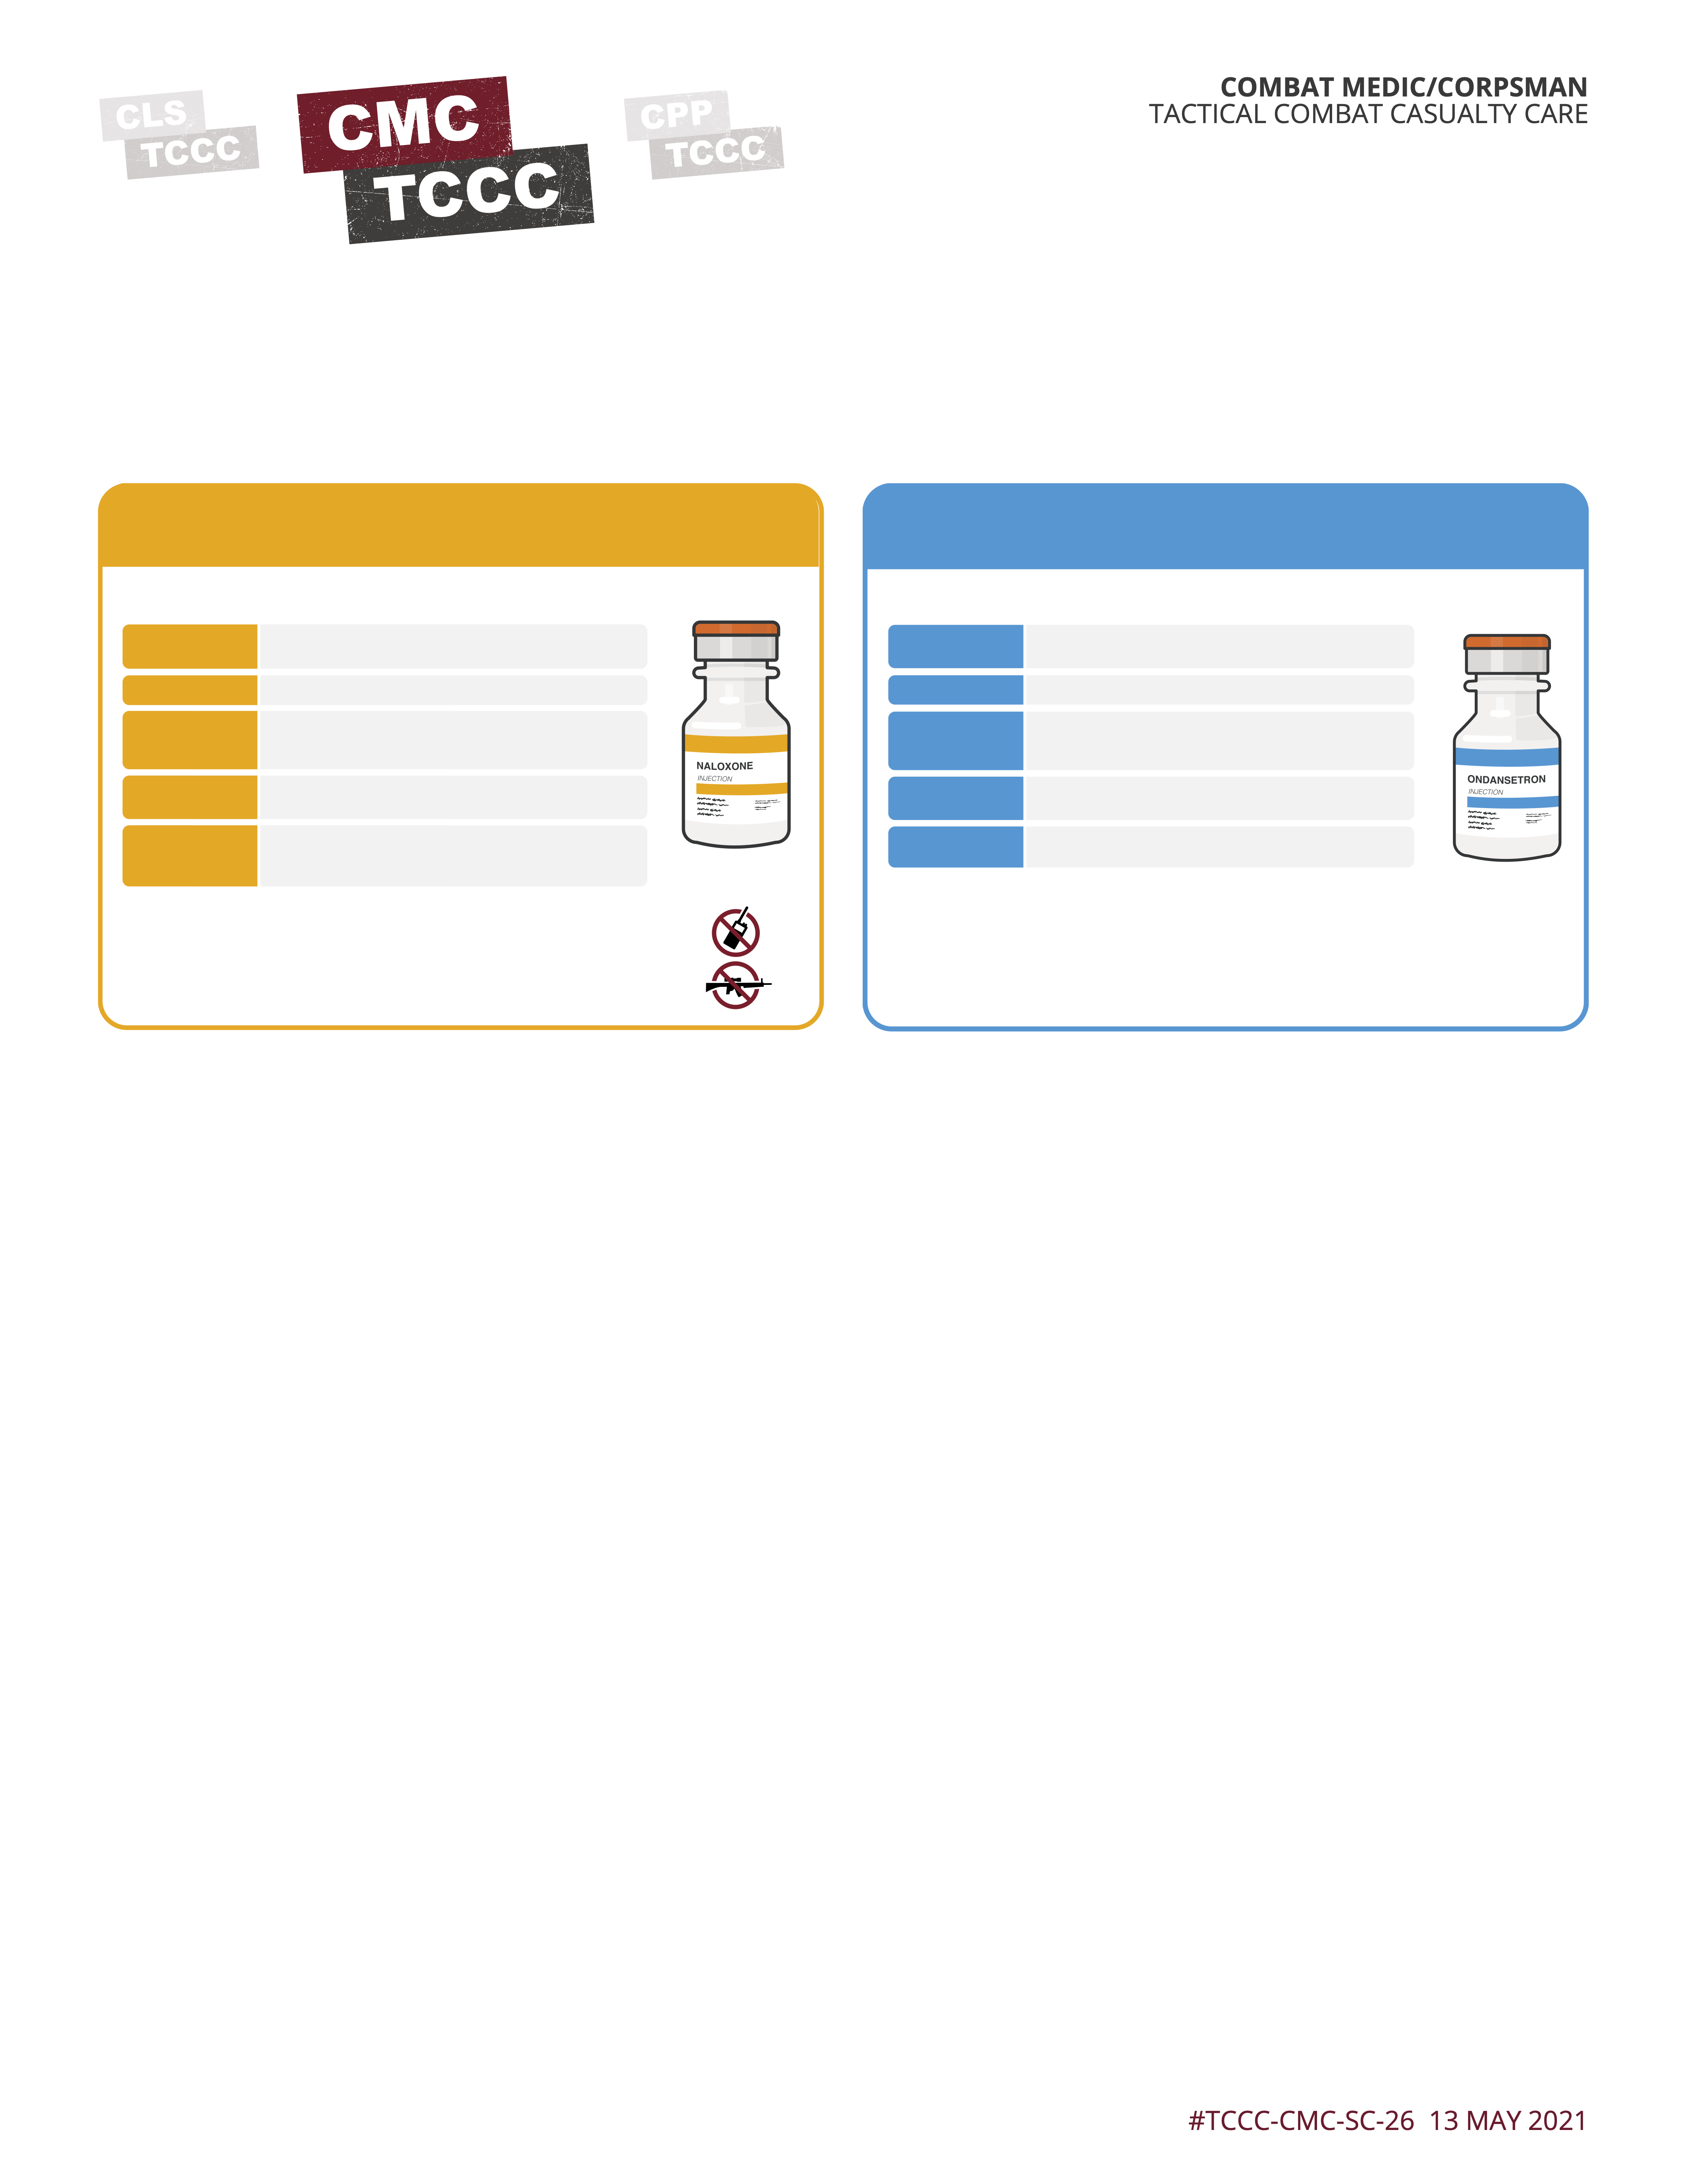 COMBAT MEDIC/CORPSMAN
TACTICAL COMBAT CASUALTY CARE
CLS
TCCC
CMC
TCCC
CPP
TCCC
NALOXONE
INJECTION
ONDANSETRON
INJECTION
#TCCC-CMC-SC-26 13 MAY 2021